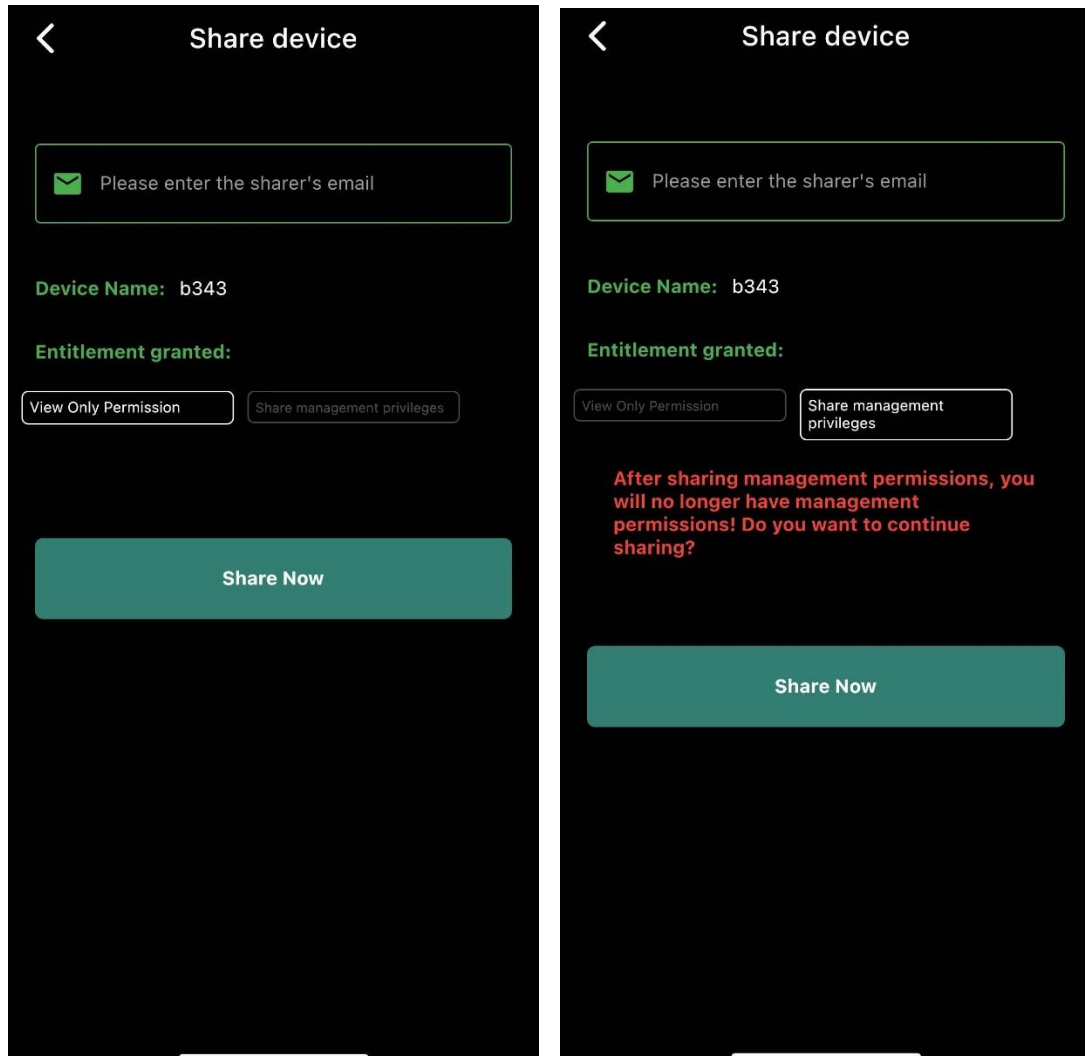 Share device
Please enter the sharer's email
Device Name: b343
Entitlement granted:
View Only Permission
Share management privileges
Share Now
Share device
Please enter the sharer's email
Device Name: b343
Entitlement granted:
View Only Permission
Share management
privileges
After sharing management permissions, you
will no longer have management
permissions! Do you want to continue
sharing?
Share Now